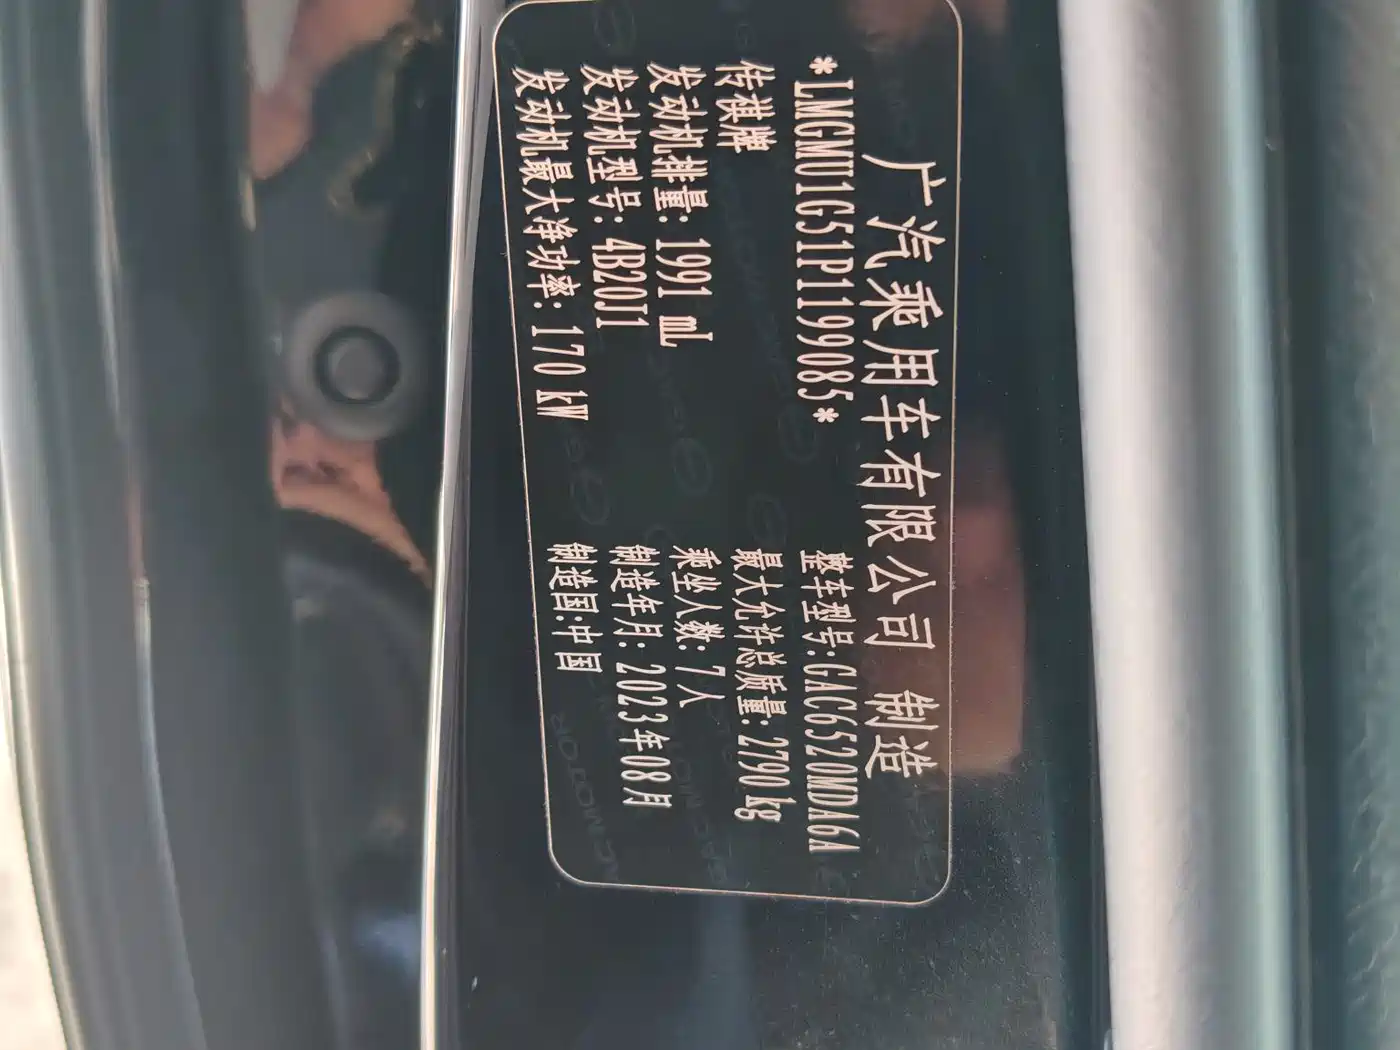 广汽乘用车有限公司 制造
*LMGMU1G51P1199085*
整车型号:GAC6520MDA6A
传祺牌
最大允许总质量: 2790 kg
发动机排量: 1991 mL
乘坐人数: 7人
发动机型号: 4B20J1
制造年月: 2023年08月
发动机最大净功率: 170 kW
制造国:中国